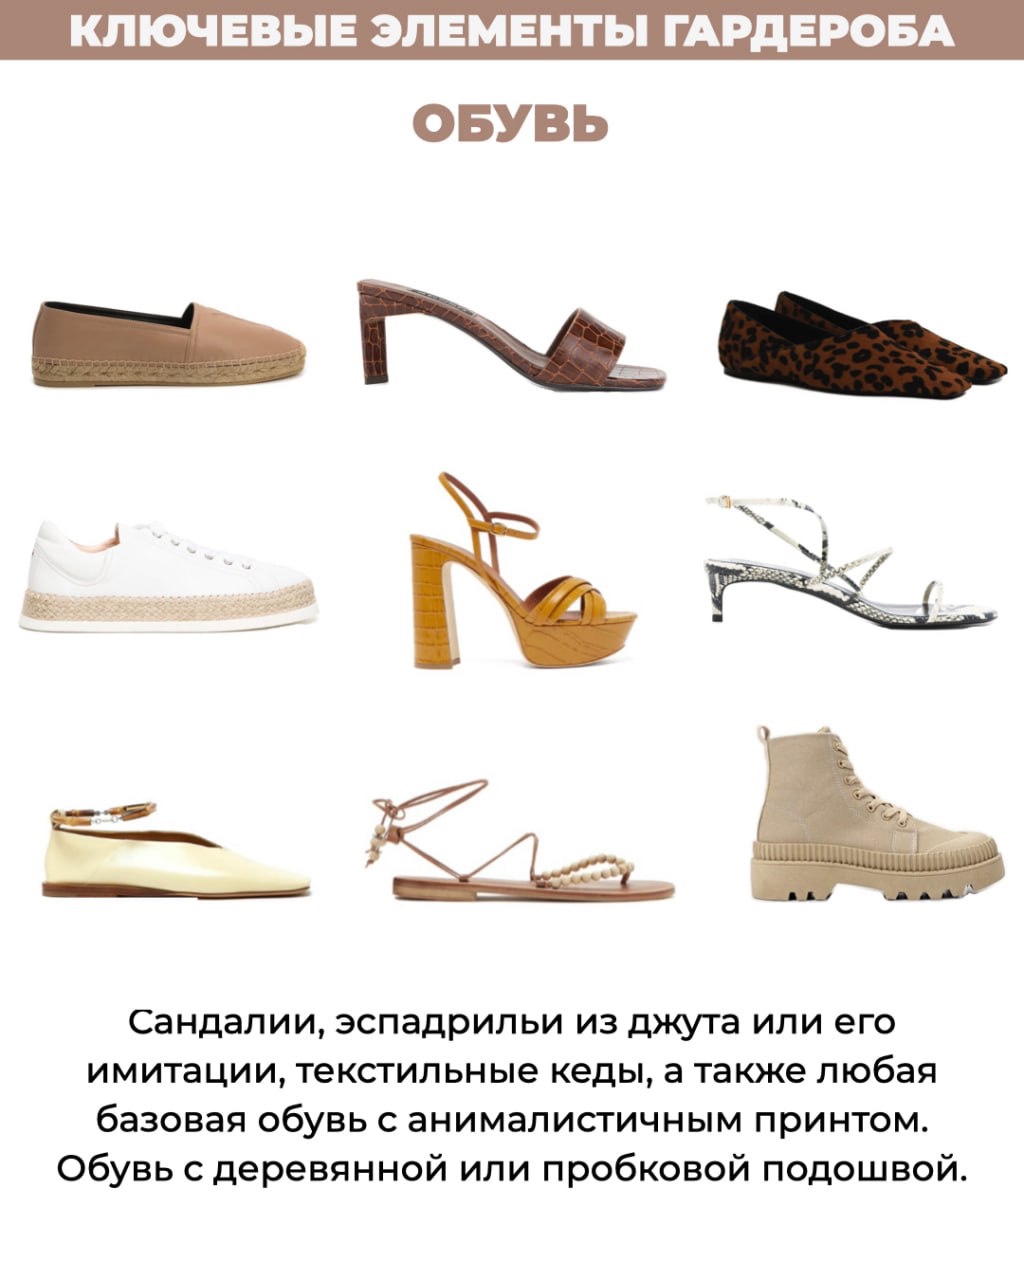 КЛЮЧЕВЫЕ ЭЛЕМЕНТЫ ГАРДЕРОБА
ОБУВЬ
Сандалии, эспадрильи из джута или его
имитации, текстильные кеды, а также любая
базовая обувь с анималистичным принтом.
Обувь с деревянной или пробковой подошвой.